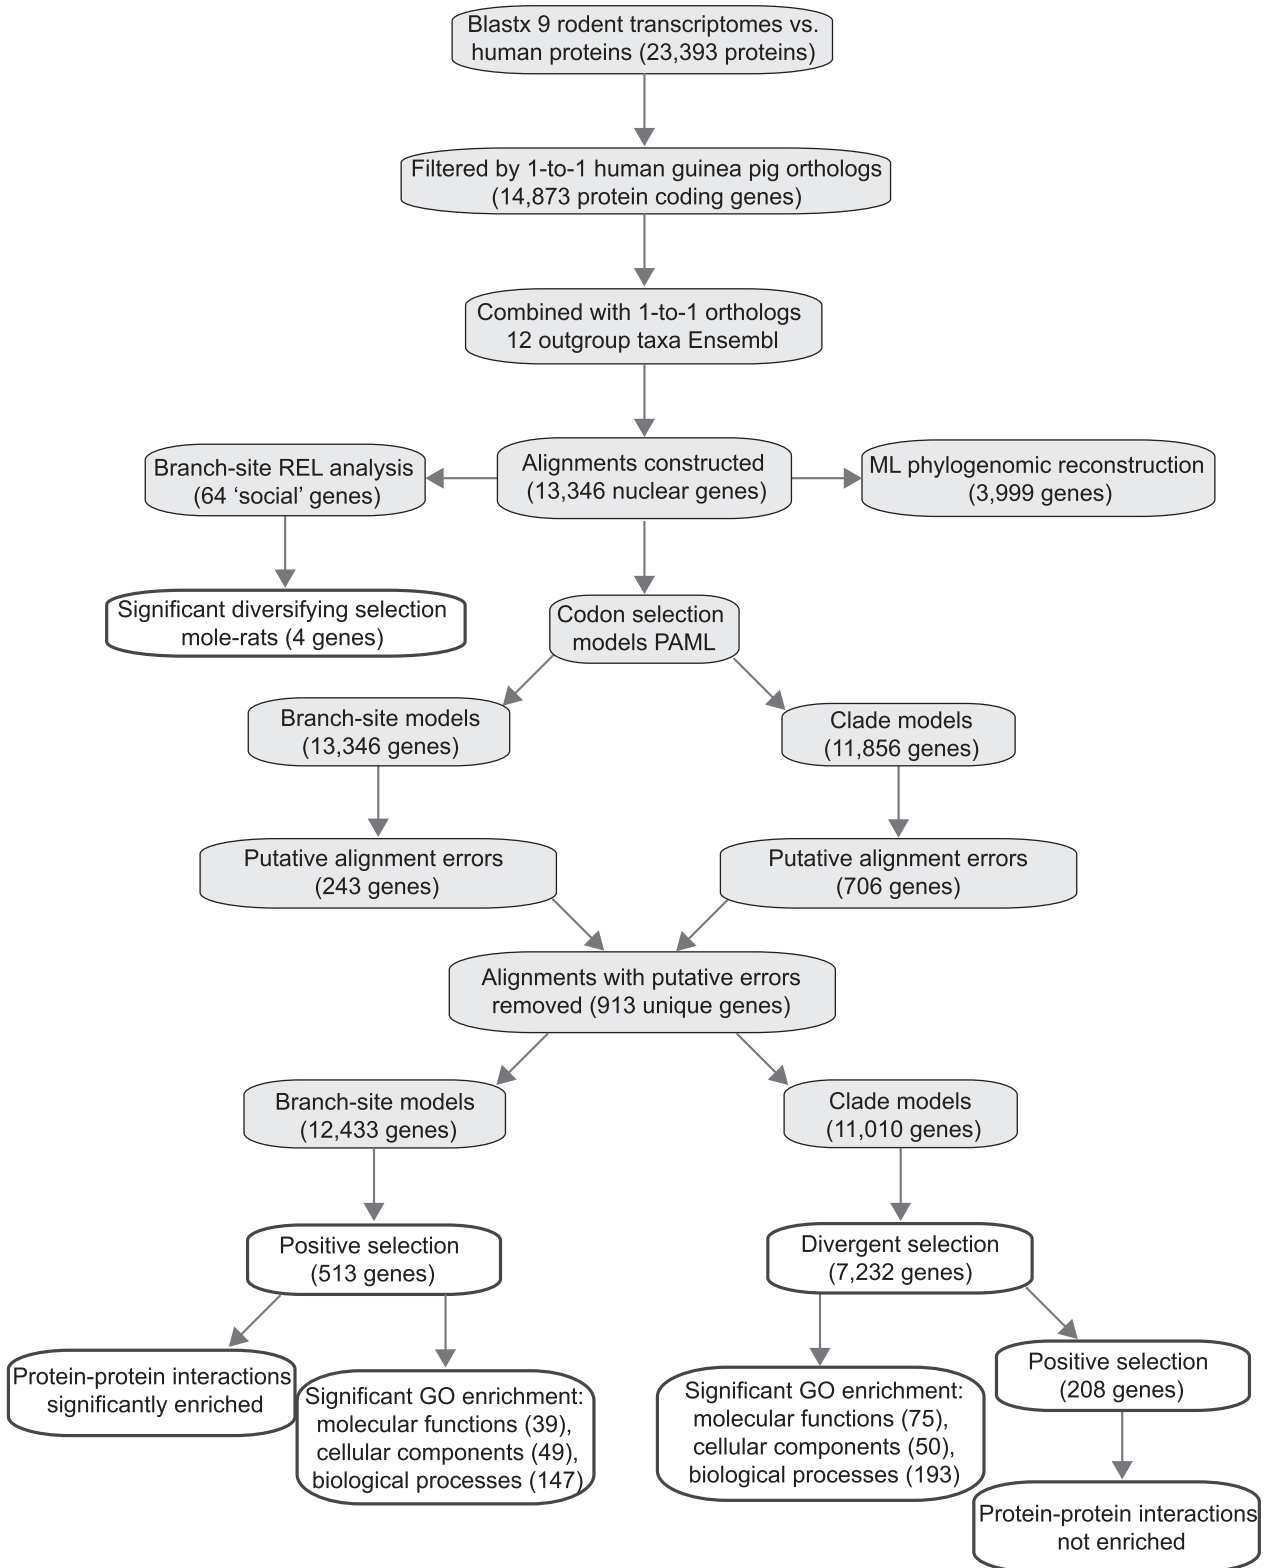 Blastx 9 rodent transcriptomes vs.
human proteins (23,393 proteins)
Filtered by 1-to-1 human guinea pig orthologs
(14,873 protein coding genes)
Combined with 1-to-1 orthologs
12 outgroup taxa Ensembl
Branch-site REL analysis
(64 ‘social’ genes)
Alignments constructed
(13,346 nuclear genes)
ML phylogenomic reconstruction
(3,999 genes)
Significant diversifying selection
mole-rats (4 genes)
Codon selection
models PAML
Branch-site models
(13,346 genes)
Clade models
(11,856 genes)
Putative alignment errors
(243 genes)
Putative alignment errors
(706 genes)
Alignments with putative errors
removed (913 unique genes)
Branch-site models
(12,433 genes)
Clade models
(11,010 genes)
Positive selection
(513 genes)
Divergent selection
(7,232 genes)
Protein-protein interactions
significantly enriched
Significant GO enrichment:
molecular functions (39),
cellular components (49),
biological processes (147)
Significant GO enrichment:
molecular functions (75),
cellular components (50),
biological processes (193)
Positive selection
(208 genes)
Protein-protein interactions
not enriched